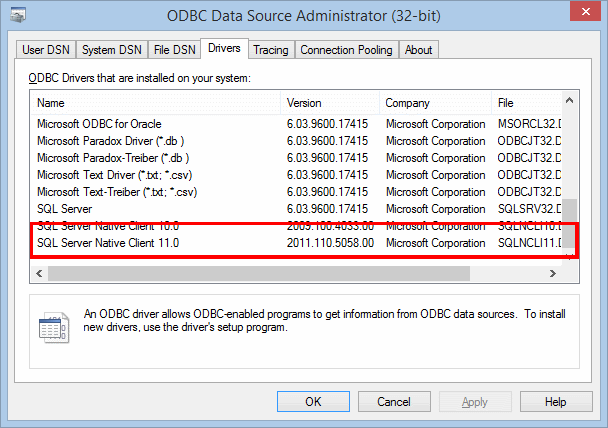 ODBC Data Source Administrator (32-bit)
User DSN System DSN File DSN Drivers Tracing Connection Pooling About
ODBC Drivers that are installed on your system:
Name Version Company File
Microsoft ODBC for Oracle 6.03.9600.17415 Microsoft Corporation MSORCL32.D
Microsoft Paradox Driver (*.db ) 6.03.9600.17415 Microsoft Corporation ODBCJT32.D
Microsoft Paradox-Treiber (*.db ) 6.03.9600.17415 Microsoft Corporation ODBCJT32.D
Microsoft Text Driver (*.txt; *.csv) 6.03.9600.17415 Microsoft Corporation ODBCJT32.D
Microsoft Text-Treiber (*.txt; *.csv) 6.03.9600.17415 Microsoft Corporation ODBCJT32.D
SQL Server 6.03.9600.17415 Microsoft Corporation SQLSRV32.D
SQL Server Native Client 10.0 2009.100.4033.00 Microsoft Corporation SQLNCLI10.D
SQL Server Native Client 11.0 2011.110.5058.00 Microsoft Corporation SQLNCLI11.D
An ODBC driver allows ODBC-enabled programs to get information from ODBC data sources. To install
new drivers, use the driver's setup program.
OK Cancel Apply Help